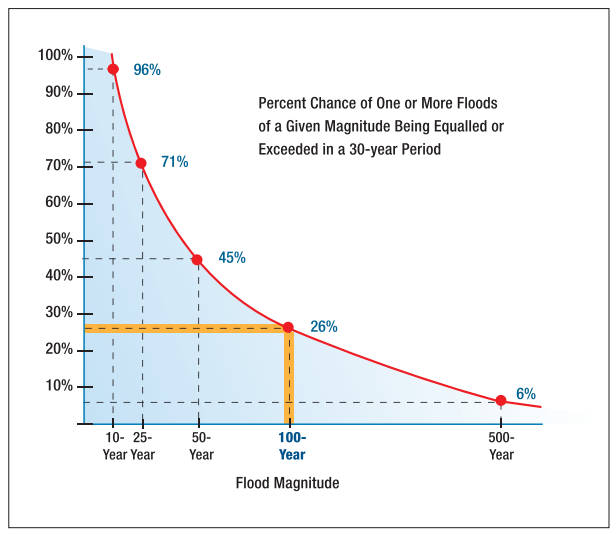 Percent Chance of One or More Floods
of a Given Magnitude Being Equalled or
Exceeded in a 30-year Period
100%
90%
80%
70%
60%
50%
40%
30%
20%
10%
96%
71%
45%
26%
6%
10-
Year
25-
Year
50-
Year
100-
Year
500-
Year
Flood Magnitude